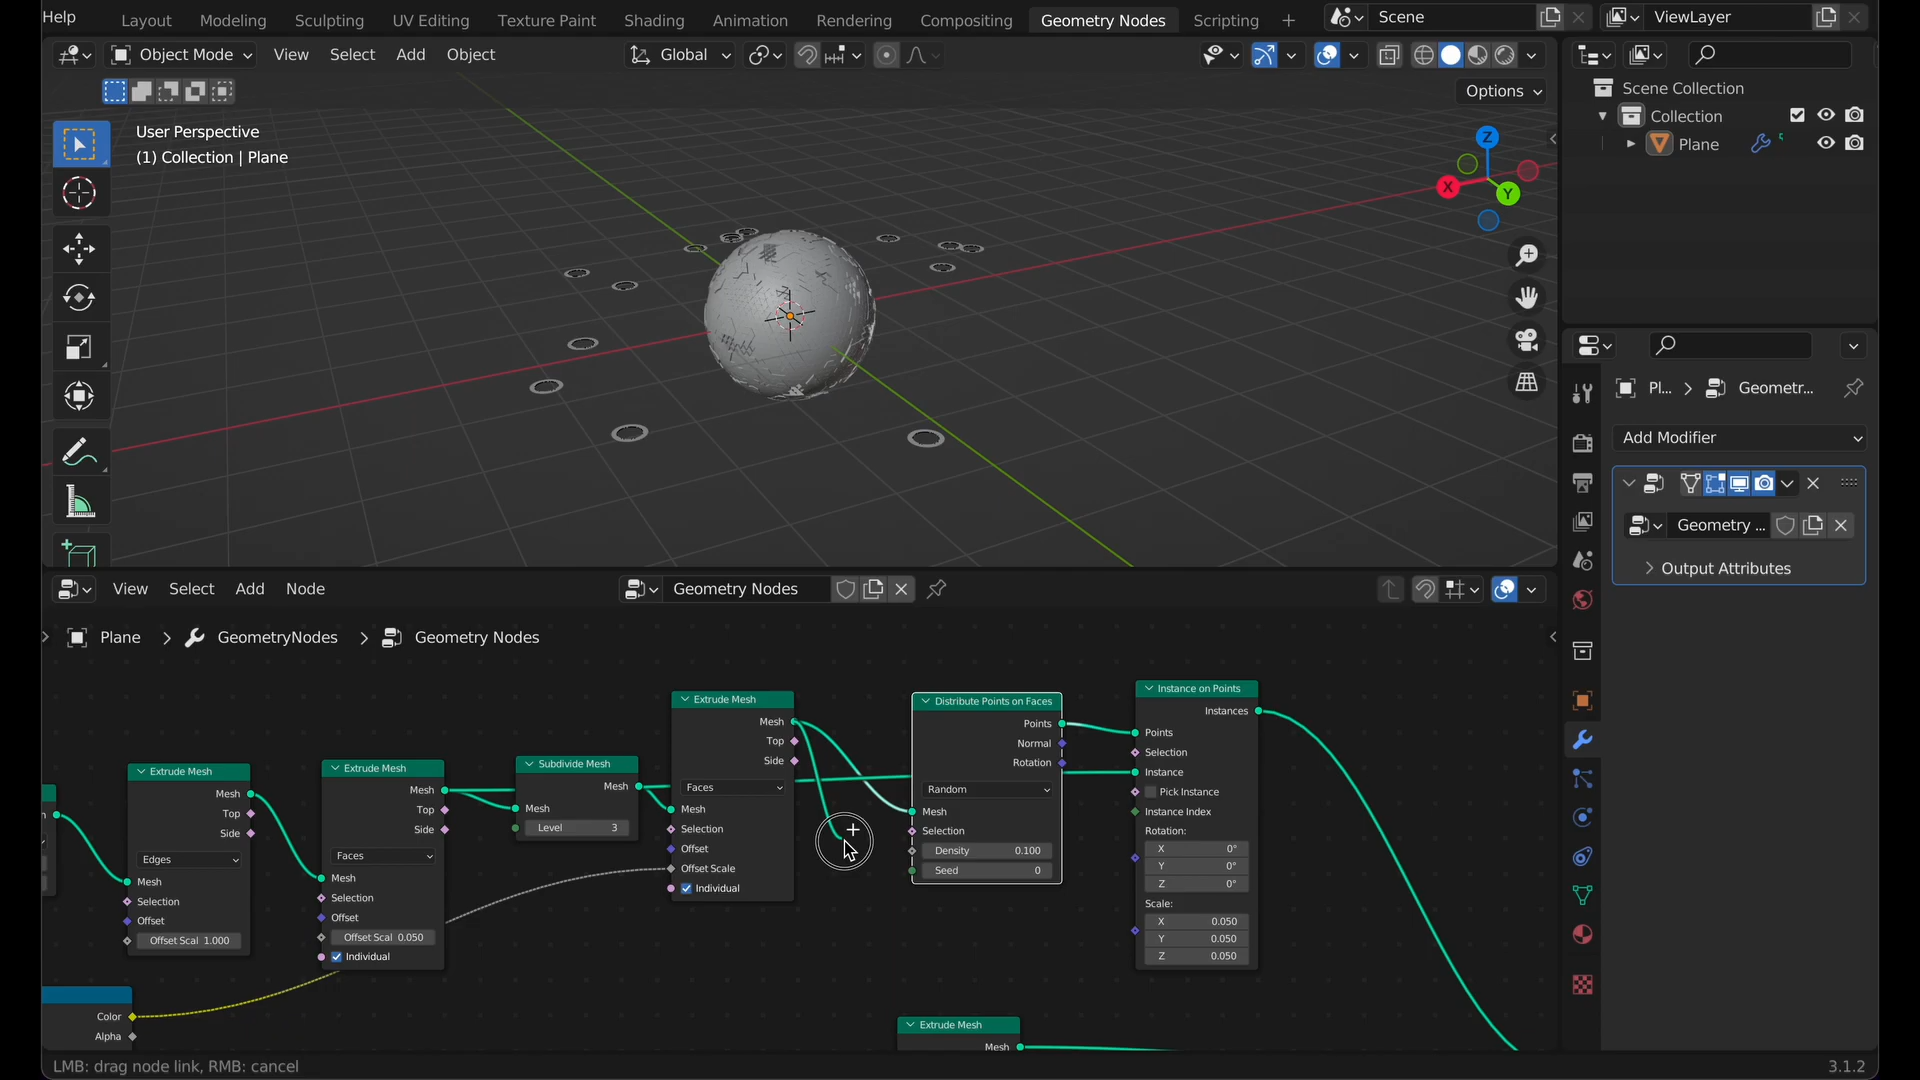 Help
Layout Modeling Sculpting UV Editing Texture Paint Shading Animation Rendering Compositing Geometry Nodes Scripting +
Scene
ViewLayer
Object Mode View Select Add Object
Global
Options
User Perspective
(1) Collection | Plane
Z
X
Y
Scene Collection
Collection
Plane
Pl... > Geometr...
Add Modifier
Geometry ...
Output Attributes
View Select Add Node
Geometry Nodes
Plane > GeometryNodes > Geometry Nodes
Extrude Mesh
Mesh
Top
Side
Edges
Mesh
Selection
Offset
Offset Scal 1.000
Color
Alpha
Extrude Mesh
Mesh
Top
Side
Faces
Mesh
Selection
Offset
Offset Scal 0.050
Individual
Subdivide Mesh
Mesh
Mesh
Level 3
Extrude Mesh
Mesh
Top
Side
Faces
Mesh
Selection
Offset
Offset Scale
Individual
Distribute Points on Faces
Points
Normal
Rotation
Random
Mesh
Selection
Density 0.100
Seed 0
Instance on Points
Instances
Points
Selection
Instance
Pick Instance
Instance Index
Rotation:
X 0°
Y 0°
Z 0°
Scale:
X 0.050
Y 0.050
Z 0.050
Extrude Mesh
Mesh
LMB: drag node link, RMB: cancel
3.1.2